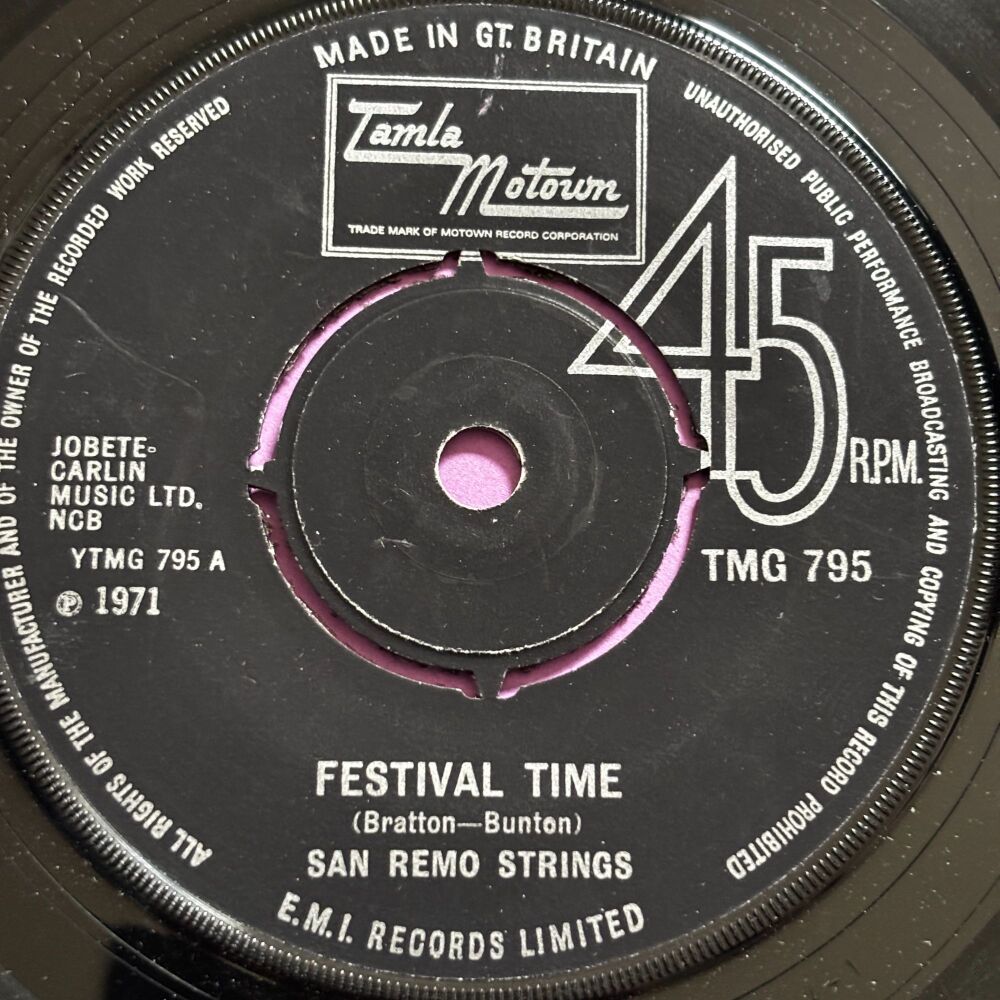 MADE IN GT. BRITAIN
UNAUTHORISED PUBLIC PERFORMANCE BROADCASTING AND COPYING OF THIS RECORD PROHIBITED
ALL RIGHTS OF THE MANUFACTURER AND OF THE OWNER OF THE RECORDED WORK RESERVED
Tamla
Motown
TRADE MARK OF MOTOWN RECORD CORPORATION
45
R.P.M.
JOBETE-
CARLIN
MUSIC LTD.
NCB
YTMG 795 A
℗ 1971
TMG 795
FESTIVAL TIME
(Bratton—Bunton)
SAN REMO STRINGS
E.M.I. RECORDS LIMITED